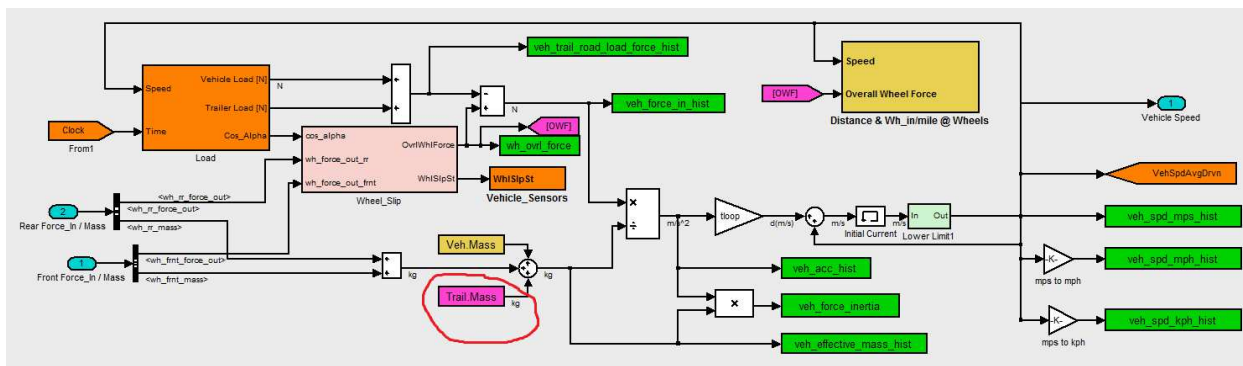 veh_trail_road_load_force_hist
Vehicle Load [N]
N
Speed
Trailer Load [N]
Time
Cos_Alpha
Load
Clock
From1
N
veh_force_in_hist
Speed
[OWF]
Overall Wheel Force
Distance & Wh_in/mile @ Wheels
1
Vehicle Speed
cos_alpha
OvrlWhlForce
wh_force_out_rr
wh_force_out_frnt
WhlSlpSt
Wheel_Slip
[OWF]
wh_ovrl_force
WhlSlpSt
Vehicle_Sensors
VehSpdAvgDrvn
<wh_rr_force_out>
2
<wh_rr_force_out>
<wh_rr_mass>
Rear Force_In / Mass
1
<wh_frnt_force_out>
<wh_frnt_mass>
Front Force_In / Mass
kg
Veh.Mass
kg
Trail.Mass
kg
m/s^2
tloop
d(m/s)
m/s
Initial Current
m/s
In
Out
Lower Limit1
veh_spd_mps_hist
-K-
mps to mph
veh_spd_mph_hist
veh_acc_hist
veh_force_inertia
-K-
mps to kph
veh_spd_kph_hist
veh_effective_mass_hist